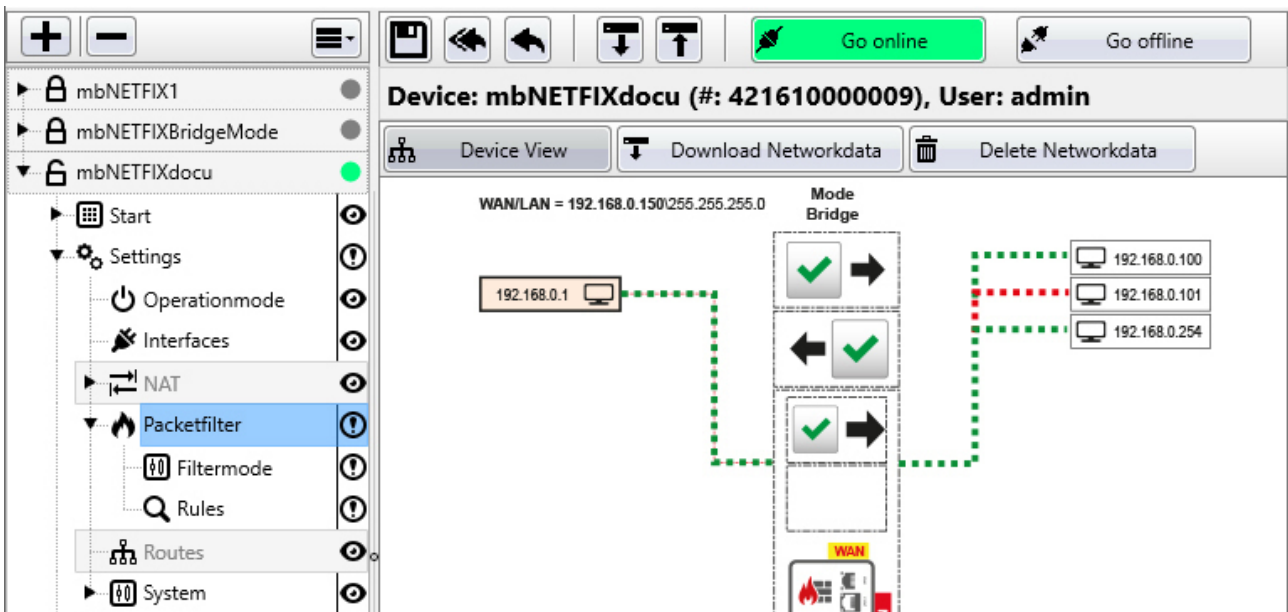 Go online
Go offline
mbNETFIX1
mbNETFIXBridgeMode
mbNETFIXdocu
Start
Settings
Operationmode
Interfaces
NAT
Packetfilter
Filtermode
Rules
Routes
System
Device: mbNETFIXdocu (#: 421610000009), User: admin
Device View
Download Networkdata
Delete Networkdata
WAN/LAN = 192.168.0.150\255.255.255.0
Mode
Bridge
192.168.0.1
192.168.0.100
192.168.0.101
192.168.0.254
WAN